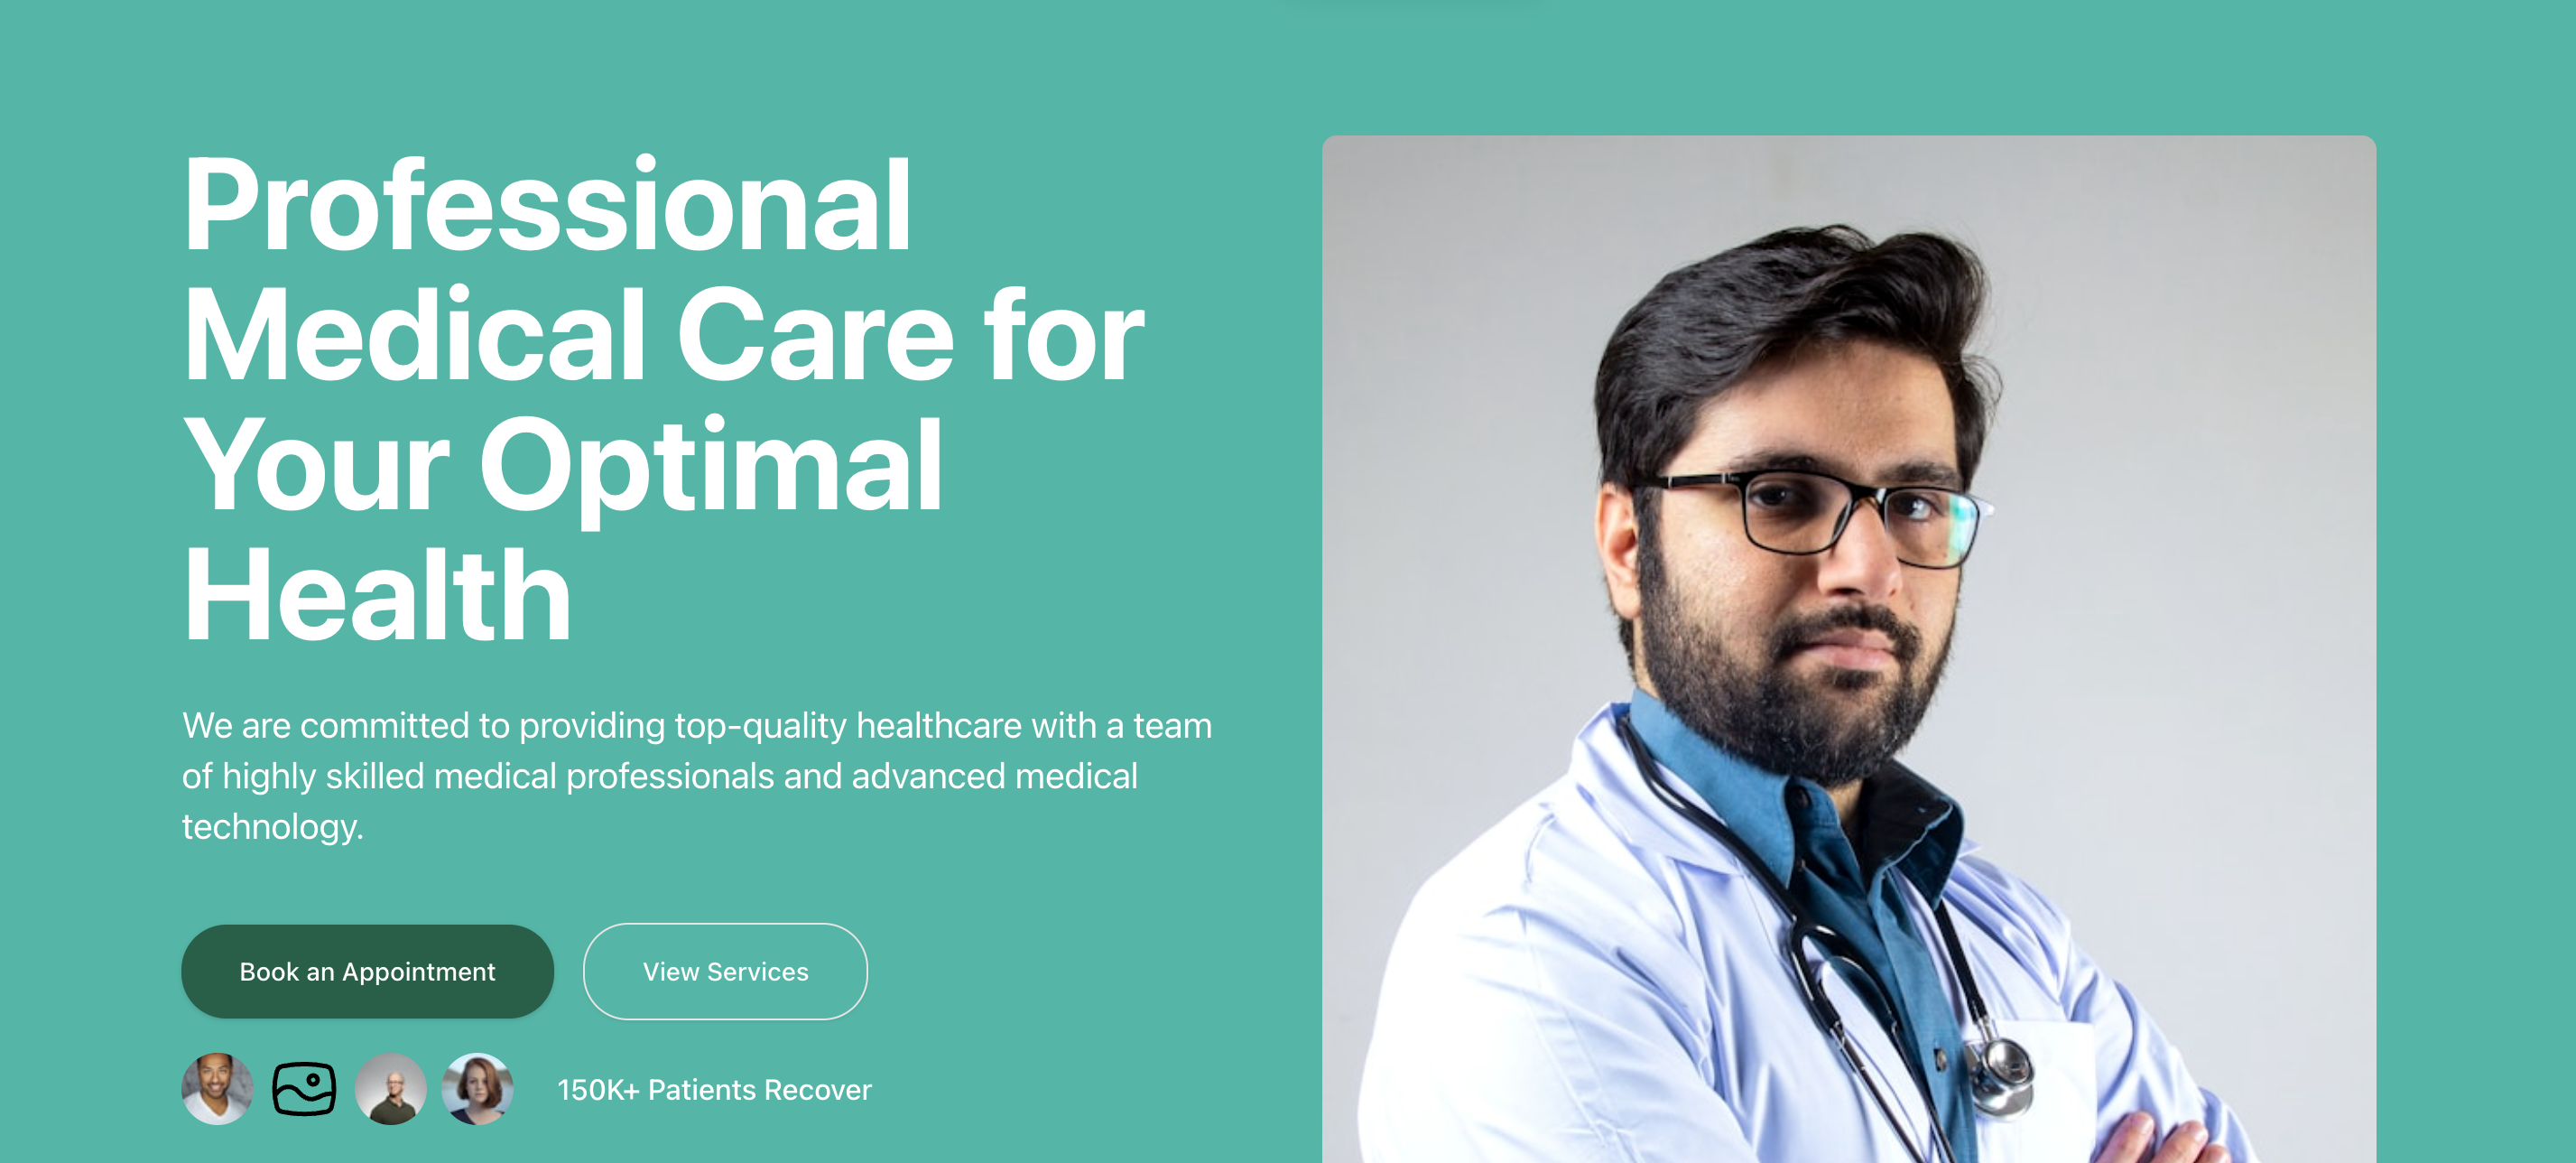 Professional
Medical Care for
Your Optimal
Health
We are committed to providing top-quality healthcare with a team
of highly skilled medical professionals and advanced medical
technology.
Book an Appointment
View Services
150K+ Patients Recover